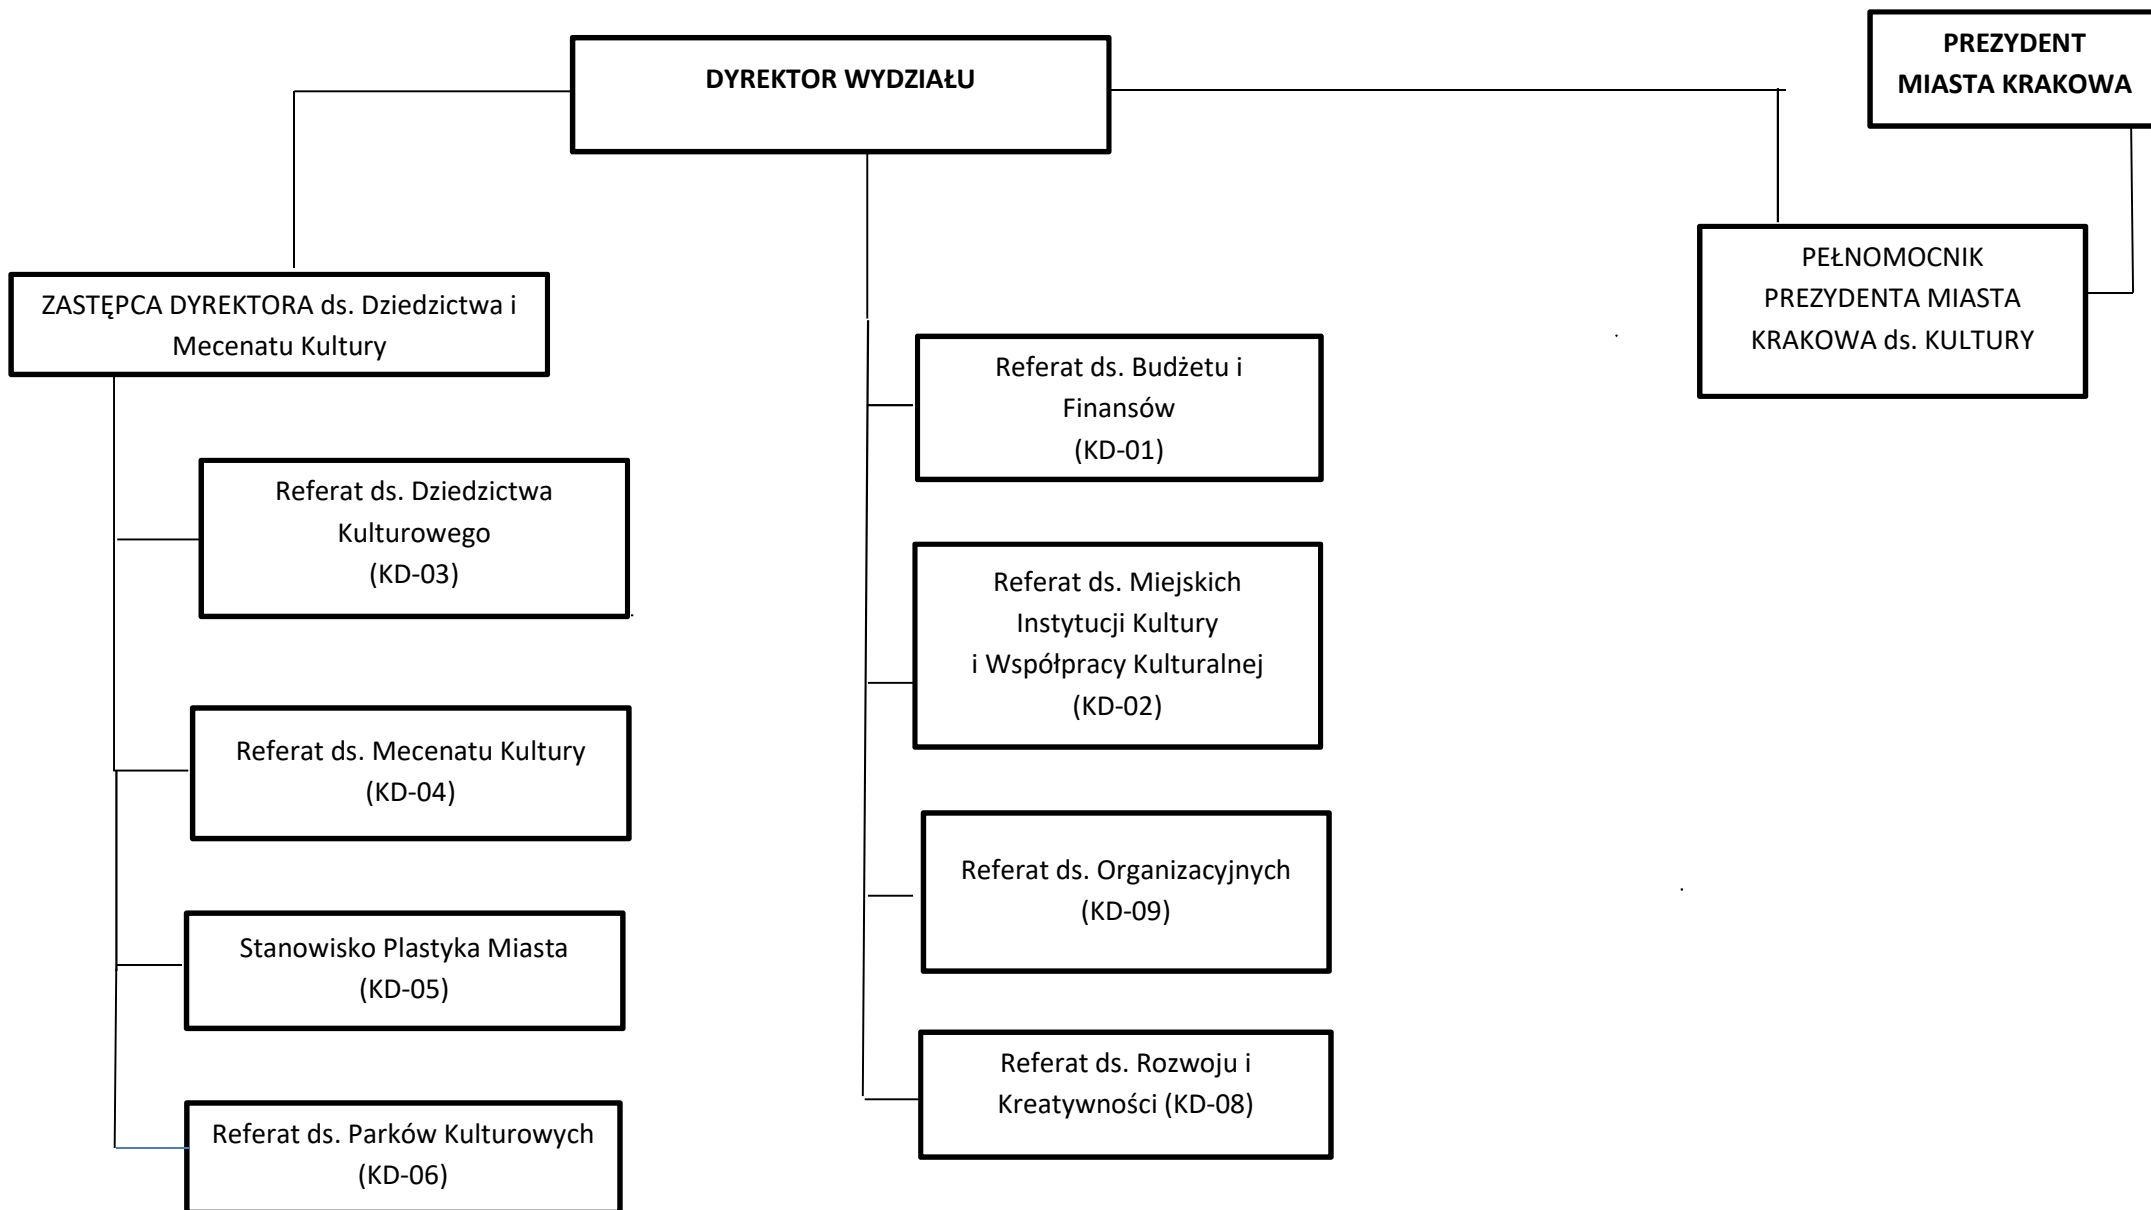 PREZYDENT
MIASTA KRAKOWA
DYREKTOR WYDZIAŁU
PEŁNOMOCNIK
PREZYDENTA MIASTA
KRAKOWA ds. KULTURY
ZASTĘPCA DYREKTORA ds. Dziedzictwa i
Mecenatu Kultury
Referat ds. Dziedzictwa
Kulturowego
(KD-03)
Referat ds. Mecenatu Kultury
(KD-04)
Stanowisko Plastyka Miasta
(KD-05)
Referat ds. Parków Kulturowych
(KD-06)
Referat ds. Budżetu i
Finansów
(KD-01)
Referat ds. Miejskich
Instytucji Kultury
i Współpracy Kulturalnej
(KD-02)
Referat ds. Organizacyjnych
(KD-09)
Referat ds. Rozwoju i
Kreatywności (KD-08)